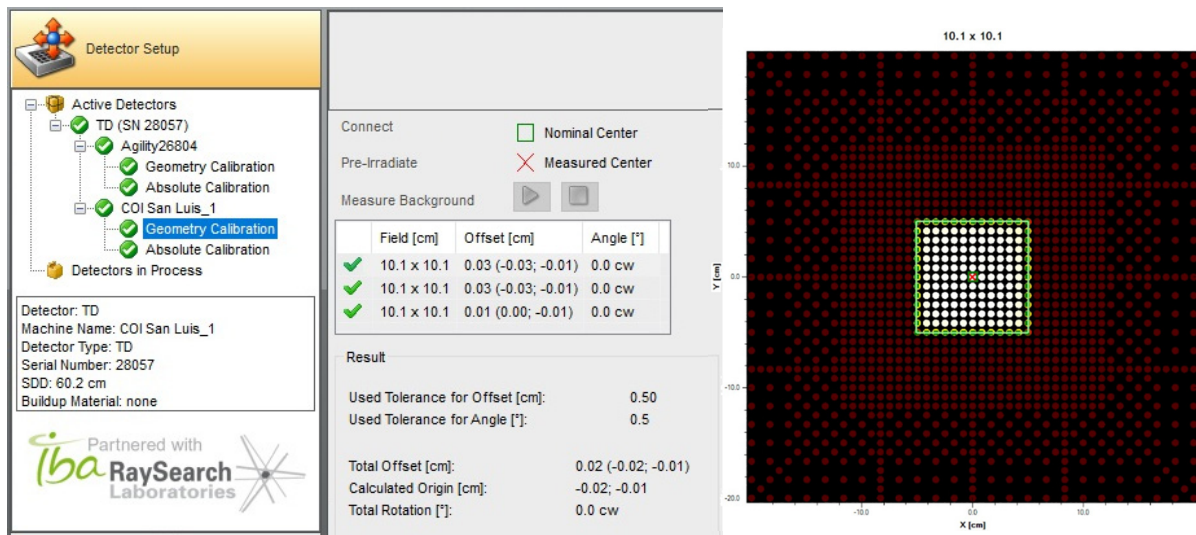 Detector Setup
Active Detectors
TD (SN 28057)
Agility26804
Geometry Calibration
Absolute Calibration
COI San Luis_1
Geometry Calibration
Absolute Calibration
Detectors in Process
Detector: TD
Machine Name: COI San Luis_1
Detector Type: TD
Serial Number: 28057
SDD: 60.2 cm
Buildup Material: none
Partnered with
iba RaySearch
Laboratories
Connect
Nominal Center
Pre-Irradiate
Measured Center
Measure Background
Field [cm] Offset [cm] Angle [°]
10.1 x 10.1 0.03 (-0.03; -0.01) 0.0 cw
10.1 x 10.1 0.03 (-0.03; -0.01) 0.0 cw
10.1 x 10.1 0.01 (0.00; -0.01) 0.0 cw
Result
Used Tolerance for Offset [cm]: 0.50
Used Tolerance for Angle [°]: 0.5
Total Offset [cm]: 0.02 (-0.02; -0.01)
Calculated Origin [cm]: -0.02; -0.01
Total Rotation [°]: 0.0 cw
10.1 x 10.1
10.0
Y [cm]
0.0
-10.0
-20.0
-10.0 0.0 10.0
X [cm]